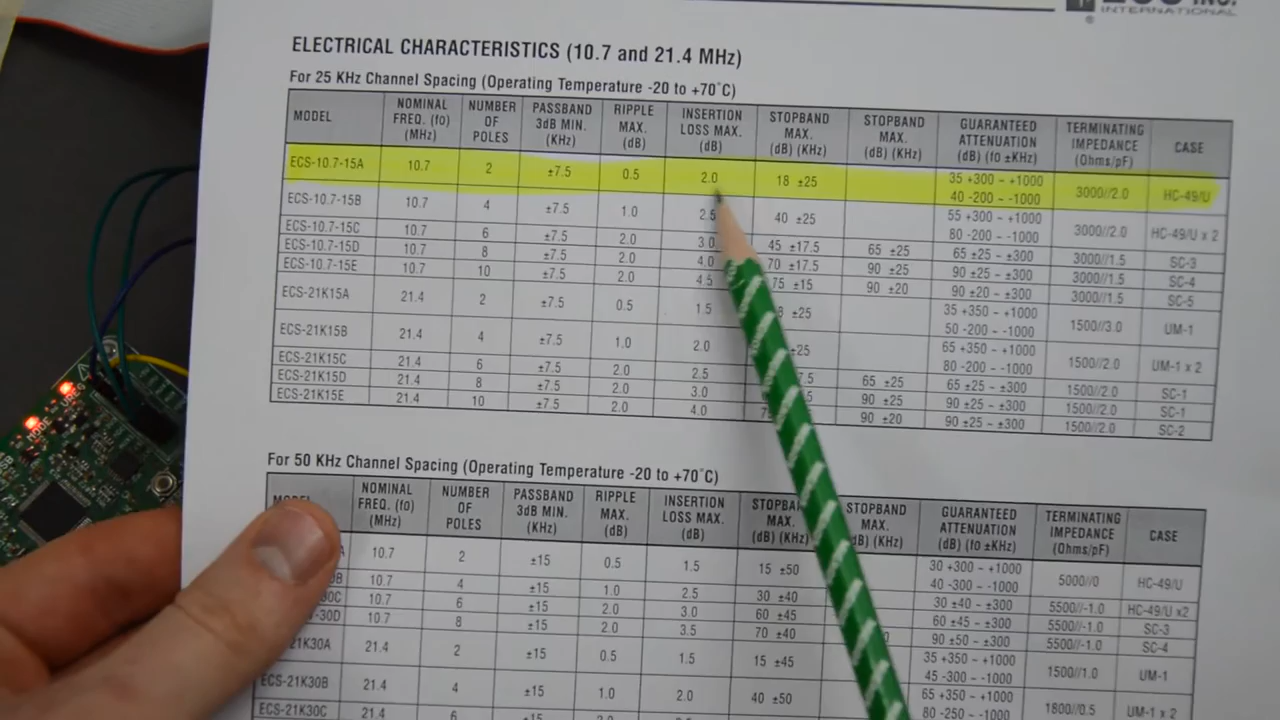 INC.
INTERNATIONAL
®
ELECTRICAL CHARACTERISTICS (10.7 and 21.4 MHz)
For 25 KHz Channel Spacing (Operating Temperature -20 to +70°C)
MODEL NOMINAL FREQ. (fo) (MHz) NUMBER OF POLES PASSBAND 3dB MIN. (KHz) RIPPLE MAX. (dB) INSERTION LOSS MAX. (dB) STOPBAND MAX. (dB) (KHz) STOPBAND MAX. (dB) (KHz) GUARANTEED ATTENUATION (dB) (fo ±KHz) TERMINATING IMPEDANCE (Ohms/pF) CASE
ECS-10.7-15A 10.7 2 ±7.5 0.5 2.0 18 ±25 35 +300 ~ +1000 40 -200 ~ -1000 3000//2.0 HC-49/U
ECS-10.7-15B 10.7 4 ±7.5 1.0 2.5 40 ±25 55 +300 ~ +1000 80 -200 ~ -1000 3000//2.0 HC-49/U x 2
ECS-10.7-15C 10.7 6 ±7.5 2.0 3.0 45 ±17.5 65 ±25 65 ±25 ~ ±300 3000//1.5 SC-3
ECS-10.7-15D 10.7 8 ±7.5 2.0 4.0 70 ±17.5 90 ±25 90 ±25 ~ ±300 3000//1.5 SC-4
ECS-10.7-15E 10.7 10 ±7.5 2.0 4.5 75 ±15 90 ±20 90 ±20 ~ ±300 3000//1.5 SC-5
ECS-21K15A 21.4 2 ±7.5 0.5 1.5 ±25 35 +350 ~ +1000 50 -200 ~ -1000 1500//3.0 UM-1
ECS-21K15B 21.4 4 ±7.5 1.0 2.0 ±25 65 +350 ~ +1000 80 -200 ~ -1000 1500//2.0 UM-1 x 2
ECS-21K15C 21.4 6 ±7.5 2.0 2.5 65 ±25 65 ±25 ~ ±300 1500//2.0 SC-1
ECS-21K15D 21.4 8 ±7.5 2.0 3.0 90 ±25 90 ±25 ~ ±300 1500//2.0 SC-1
ECS-21K15E 21.4 10 ±7.5 2.0 4.0 90 ±20 90 ±25 ~ ±300 1500//2.0 SC-2
For 50 KHz Channel Spacing (Operating Temperature -20 to +70°C)
MODEL NOMINAL FREQ. (fo) (MHz) NUMBER OF POLES PASSBAND 3dB MIN. (KHz) RIPPLE MAX. (dB) INSERTION LOSS MAX. (dB) STOPBAND MAX. (dB) (KHz) STOPBAND MAX. (dB) (KHz) GUARANTEED ATTENUATION (dB) (fo ±KHz) TERMINATING IMPEDANCE (Ohms/pF) CASE
10.7 2 ±15 0.5 1.5 15 ±50 30 +300 ~ +1000 40 -300 ~ -1000 5000//0 HC-49/U
10.7 4 ±15 1.0 2.5 30 ±40 30 ±40 ~ ±300 5500//-1.0 HC-49/U x2
10.7 6 ±15 2.0 3.0 60 ±45 60 ±45 ~ ±300 5500//-1.0 SC-3
10.7 8 ±15 2.0 3.5 70 ±40 90 ±50 ~ ±300 5500//-1.0 SC-4
21K30A 21.4 2 ±15 0.5 1.5 15 ±45 35 +350 ~ +1000 45 -300 ~ -1000 1500//1.0 UM-1
ECS-21K30B 21.4 4 ±15 1.0 2.0 40 ±50 65 +350 ~ +1000 80 -250 ~ -1000 1800//0.5 UM-1 x 2
ECS-21K30C 21.4 6 ±15